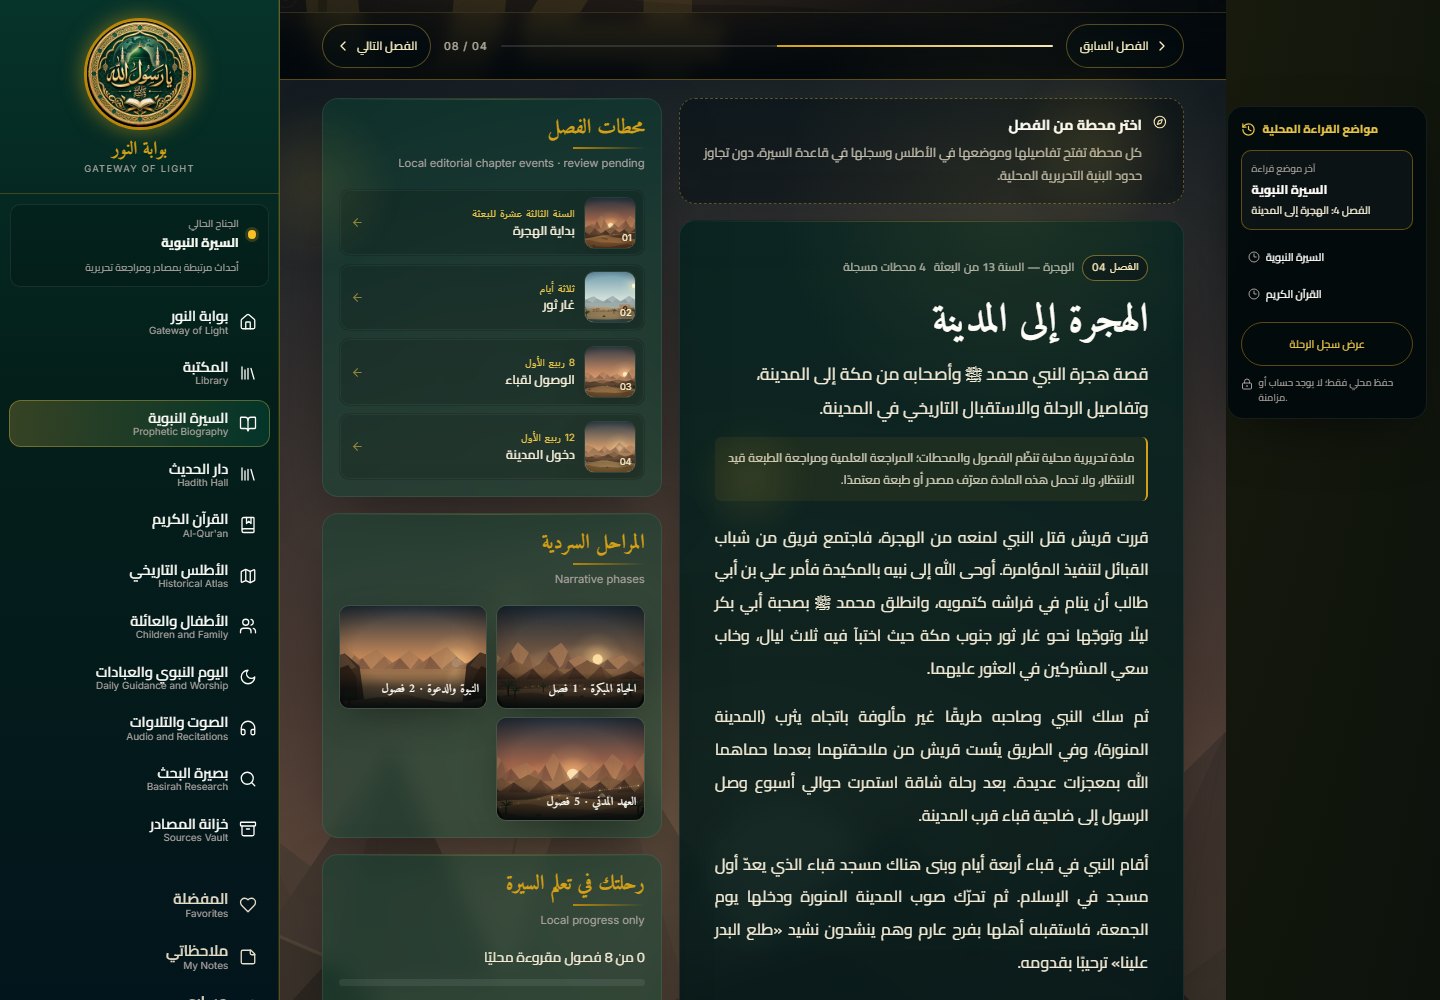 يا رسول الله
بوابة النور
GATEWAY OF LIGHT
الجناح الحالي
السيرة النبوية
أحداث مرتبطة بمصادر ومراجعة تحريرية
بوابة النور
Gateway of Light
المكتبة
Library
السيرة النبوية
Prophetic Biography
دار الحديث
Hadith Hall
القرآن الكريم
Al-Qur'an
الأطلس التاريخي
Historical Atlas
الأطفال والعائلة
Children and Family
اليوم النبوي والعبادات
Daily Guidance and Worship
الصوت والتلاوات
Audio and Recitations
بصيرة البحث
Basirah Research
خزانة المصادر
Sources Vault
المفضلة
Favorites
ملاحظاتي
My Notes
الفصل السابق
08 / 04
الفصل التالي
اختر محطة من الفصل
كل محطة تفتح تفاصيلها وموضعها في الأطلس وسجلها في قاعدة السيرة، دون تجاوز
حدود البنية التحريرية المحلية.
الفصل 04 الهجرة — السنة 13 من البعثة 4 محطات مسجلة
الهجرة إلى المدينة
قصة هجرة النبي محمد ﷺ وأصحابه من مكة إلى المدينة،
وتفاصيل الرحلة والاستقبال التاريخي في المدينة.
مادة تحريرية محلية تنظّم الفصول والمحطات؛ المراجعة العلمية ومراجعة الطبعة قيد
الانتظار، ولا تحمل هذه المادة معرّف مصدر أو طبعة معتمدًا.
قررت قريش قتل النبي لمنعه من الهجرة، فاجتمع فريق من شباب
القبائل لتنفيذ المؤامرة. أوحى الله إلى نبيه بالمكيدة فأمر علي بن أبي
طالب أن ينام في فراشه كتمويه، وانطلق محمد ﷺ بصحبة أبي بكر
ليلًا وتوجّها نحو غار ثور جنوب مكة حيث اختبآ فيه ثلاث ليال، وخاب
سعي المشركين في العثور عليهما.
ثم سلك النبي وصاحبه طريقًا غير مألوفة باتجاه يثرب (المدينة
المنورة)، وفي الطريق يئست قريش من ملاحقتهما بعدما حماهما
الله بمعجزات عديدة. بعد رحلة شاقة استمرت حوالي أسبوع وصل
الرسول إلى ضاحية قباء قرب المدينة.
أقام النبي في قباء أربعة أيام وبنى هناك مسجد قباء الذي يعدّ أول
مسجد في الإسلام. ثم تحرّك صوب المدينة المنورة ودخلها يوم
الجمعة، فاستقبله أهلها بفرح عارم وهم ينشدون نشيد «طلع البدر
علينا» ترحيبًا بقدومه.
محطات الفصل
Local editorial chapter events · review pending
السنة الثالثة عشرة للبعثة
بداية الهجرة
01
ثلاثة أيام
غار ثور
02
8 ربيع الأول
الوصول لقباء
03
12 ربيع الأول
دخول المدينة
04
المراحل السردية
Narrative phases
الحياة المبكرة · 1 فصل
النبوة والدعوة · 2 فصول
العهد المدني · 5 فصول
رحلتك في تعلم السيرة
Local progress only
0 من 8 فصول مقروءة محليًا
مواضع القراءة المحلية
آخر موضع قراءة
السيرة النبوية
الفصل 4: الهجرة إلى المدينة
السيرة النبوية
القرآن الكريم
عرض سجل الرحلة
حفظ محلي فقط؛ لا يوجد حساب أو
مزامنة.